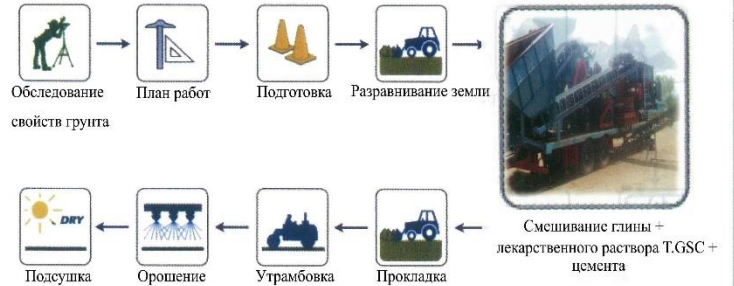 Обследование
свойств грунта
План работ
Подготовка
Разравнивание земли
Смешивание глины +
лекарственного раствора T.GSC +
цемента
Прокладка
Утрамбовка
Орошение
DRY
Подсушка